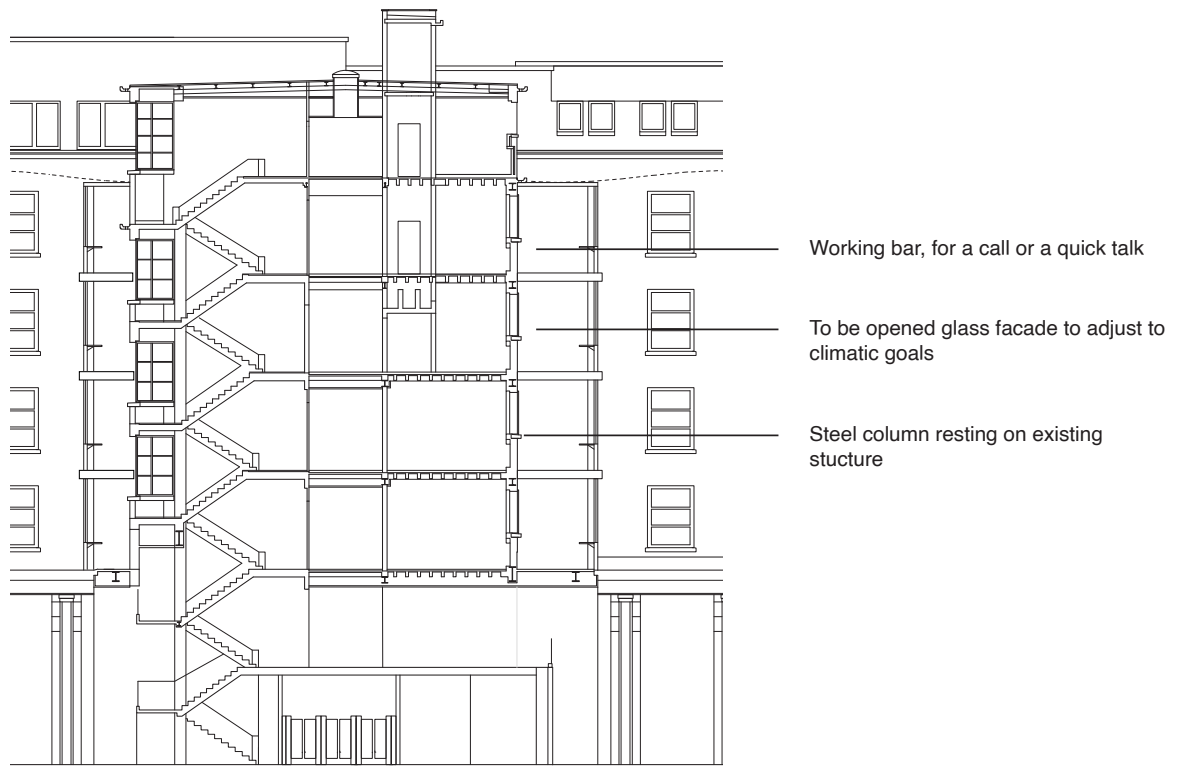 Working bar, for a call or a quick talk
To be opened glass facade to adjust to
climatic goals
Steel column resting on existing
stucture